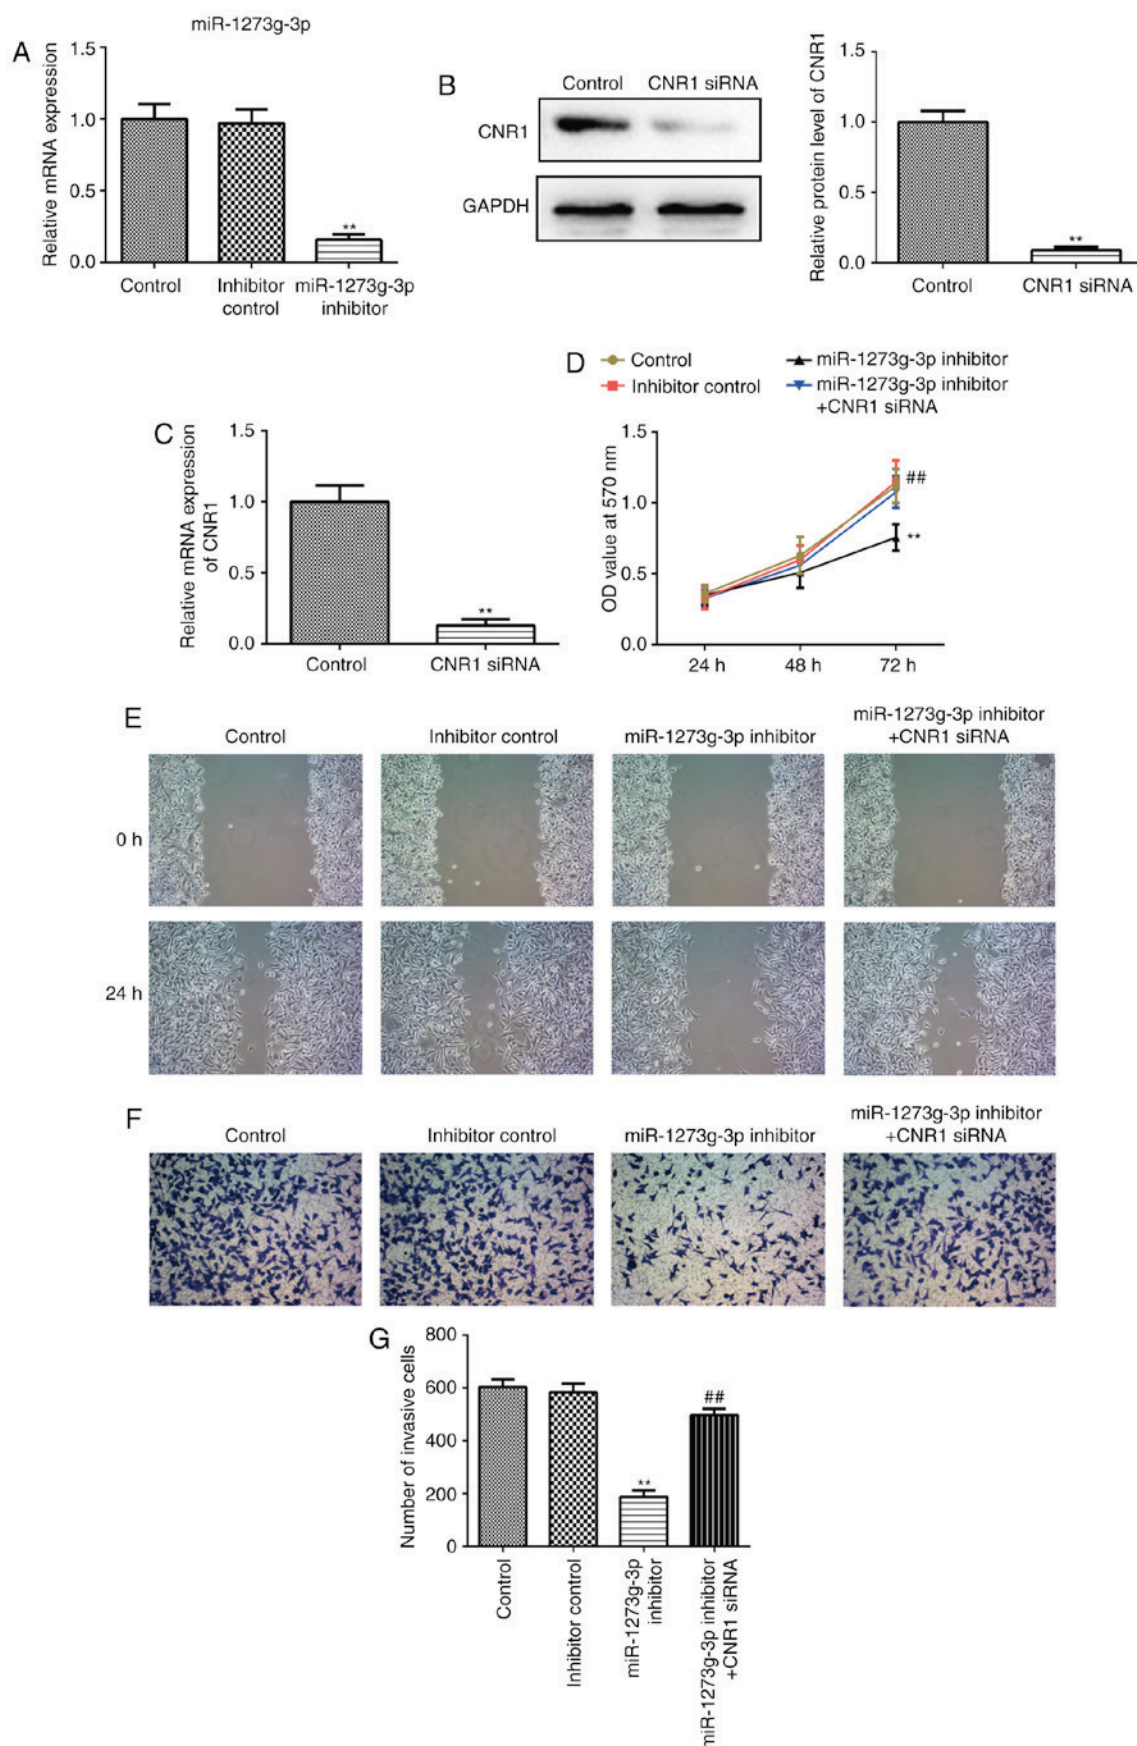 A
miR-1273g-3p
Relative mRNA expression
1.5
1.0
0.5
0.0
Control
Inhibitor
control
miR-1273g-3p
inhibitor
**
B
Control
CNR1 siRNA
CNR1
GAPDH
Relative protein level of CNR1
1.5
1.0
0.5
0.0
**
Control
CNR1 siRNA
C
Relative mRNA expression
of CNR1
1.5
1.0
0.5
0.0
**
Control
CNR1 siRNA
D
Control
Inhibitor control
miR-1273g-3p inhibitor
miR-1273g-3p inhibitor
+CNR1 siRNA
OD value at 570 nm
1.5
1.0
0.5
0.0
##
**
24 h
48 h
72 h
E
Control
Inhibitor control
miR-1273g-3p inhibitor
miR-1273g-3p inhibitor
+CNR1 siRNA
0 h
24 h
F
Control
Inhibitor control
miR-1273g-3p inhibitor
miR-1273g-3p inhibitor
+CNR1 siRNA
G
Number of invasive cells
800
600
400
200
0
**
##
Control
Inhibitor control
miR-1273g-3p
inhibitor
miR-1273g-3p inhibitor
+CNR1 siRNA